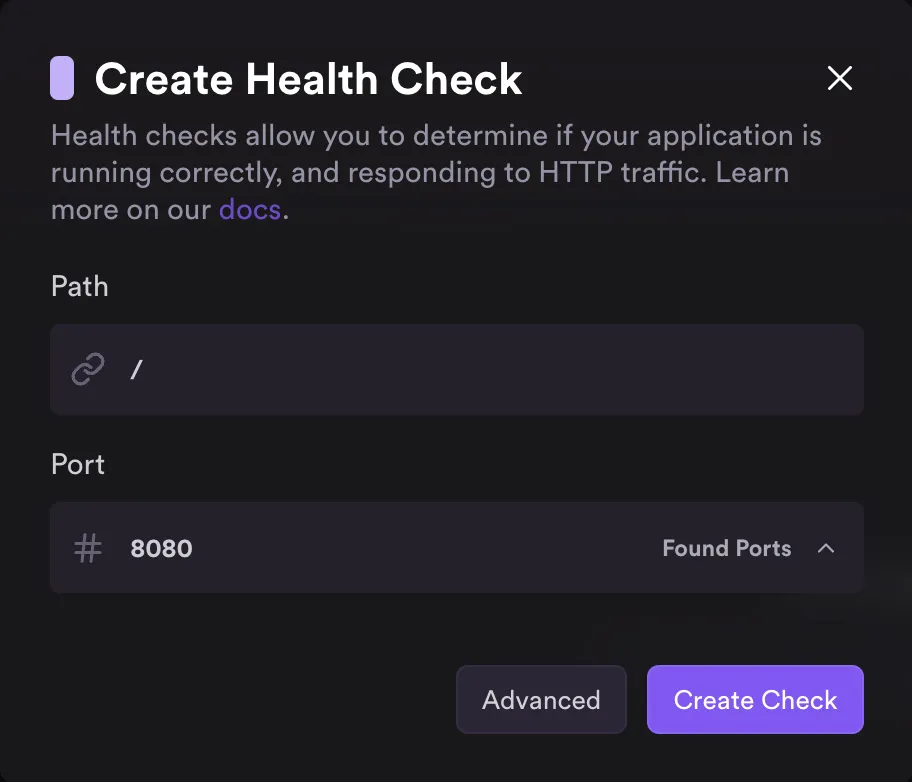 Create Health Check
Health checks allow you to determine if your application is
running correctly, and responding to HTTP traffic. Learn
more on our docs.
Path
/
Port
# 8080 Found Ports
Advanced Create Check